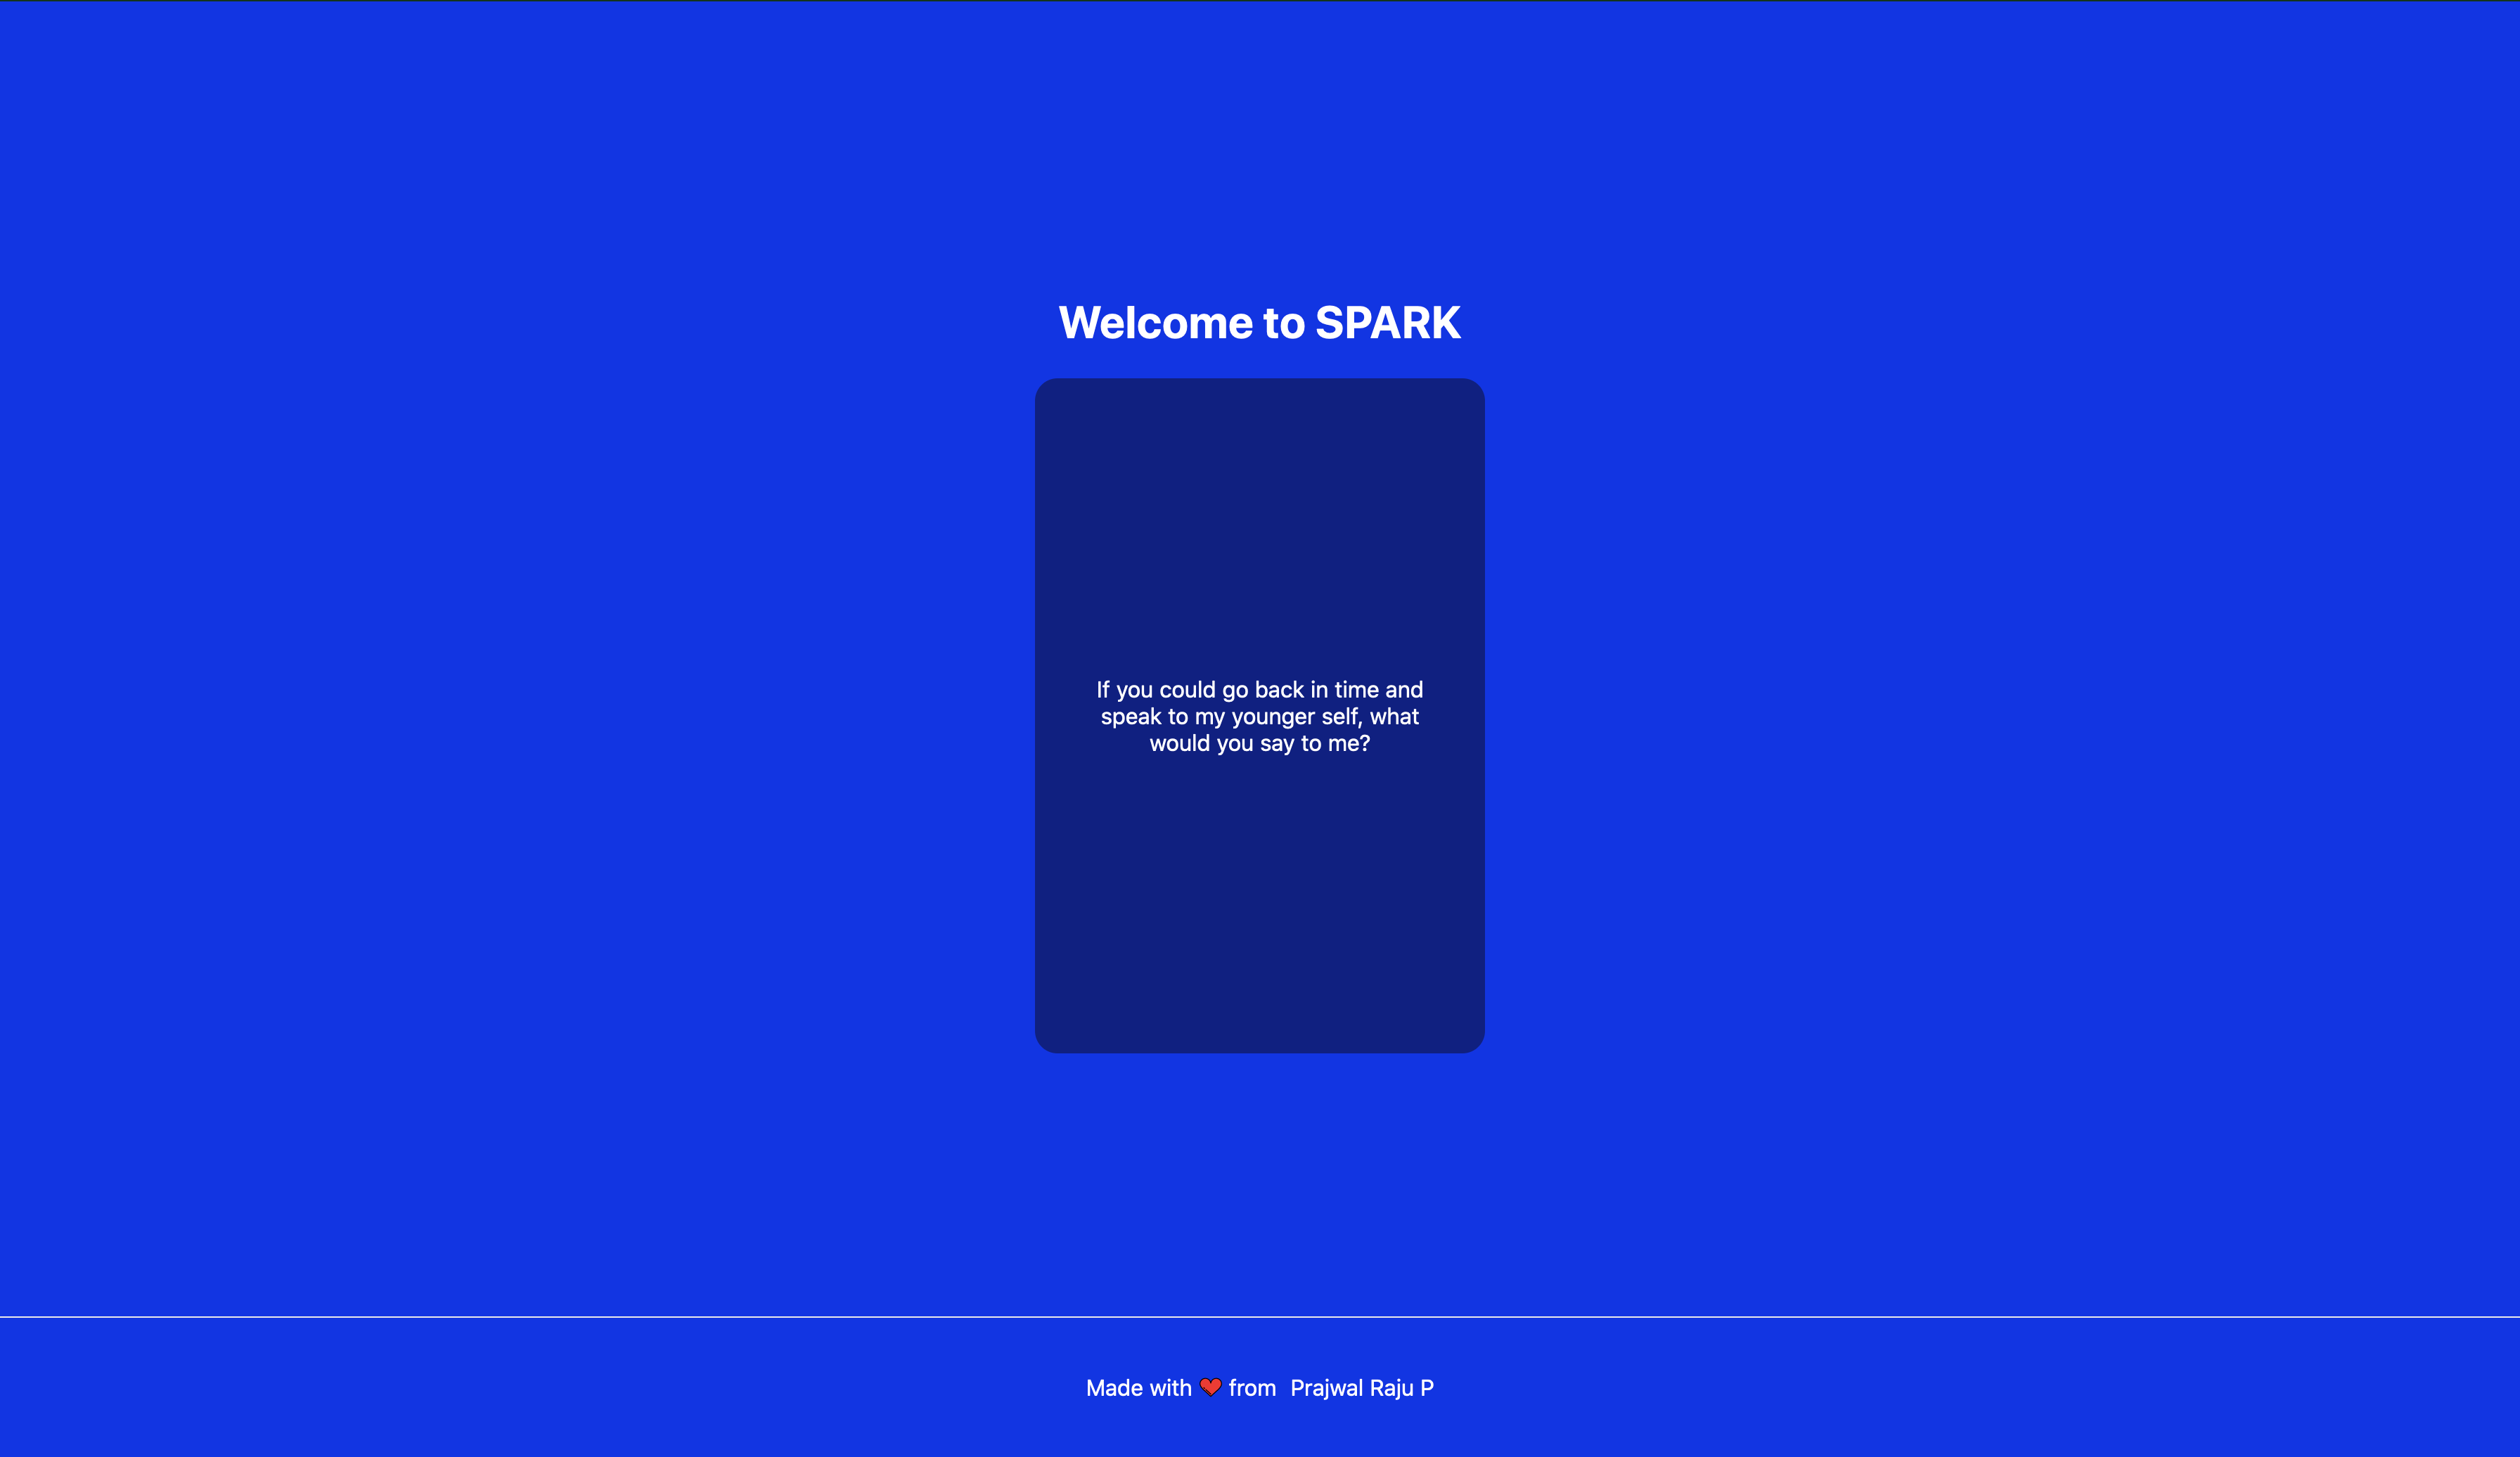 Welcome to SPARK
If you could go back in time and
speak to my younger self, what
would you say to me?
Made with ❤️ from Prajwal Raju P